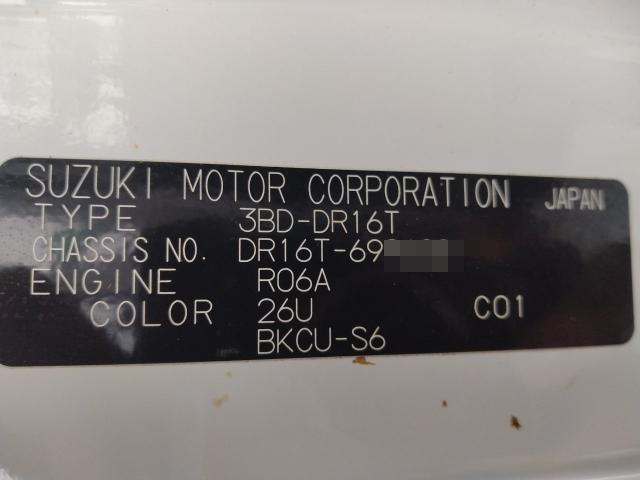 SUZUKI MOTOR CORPORATION JAPAN
TYPE 3BD-DR16T
CHASSIS NO. DR16T-69
ENGINE R06A
COLOR 26U C01
BKCU-S6